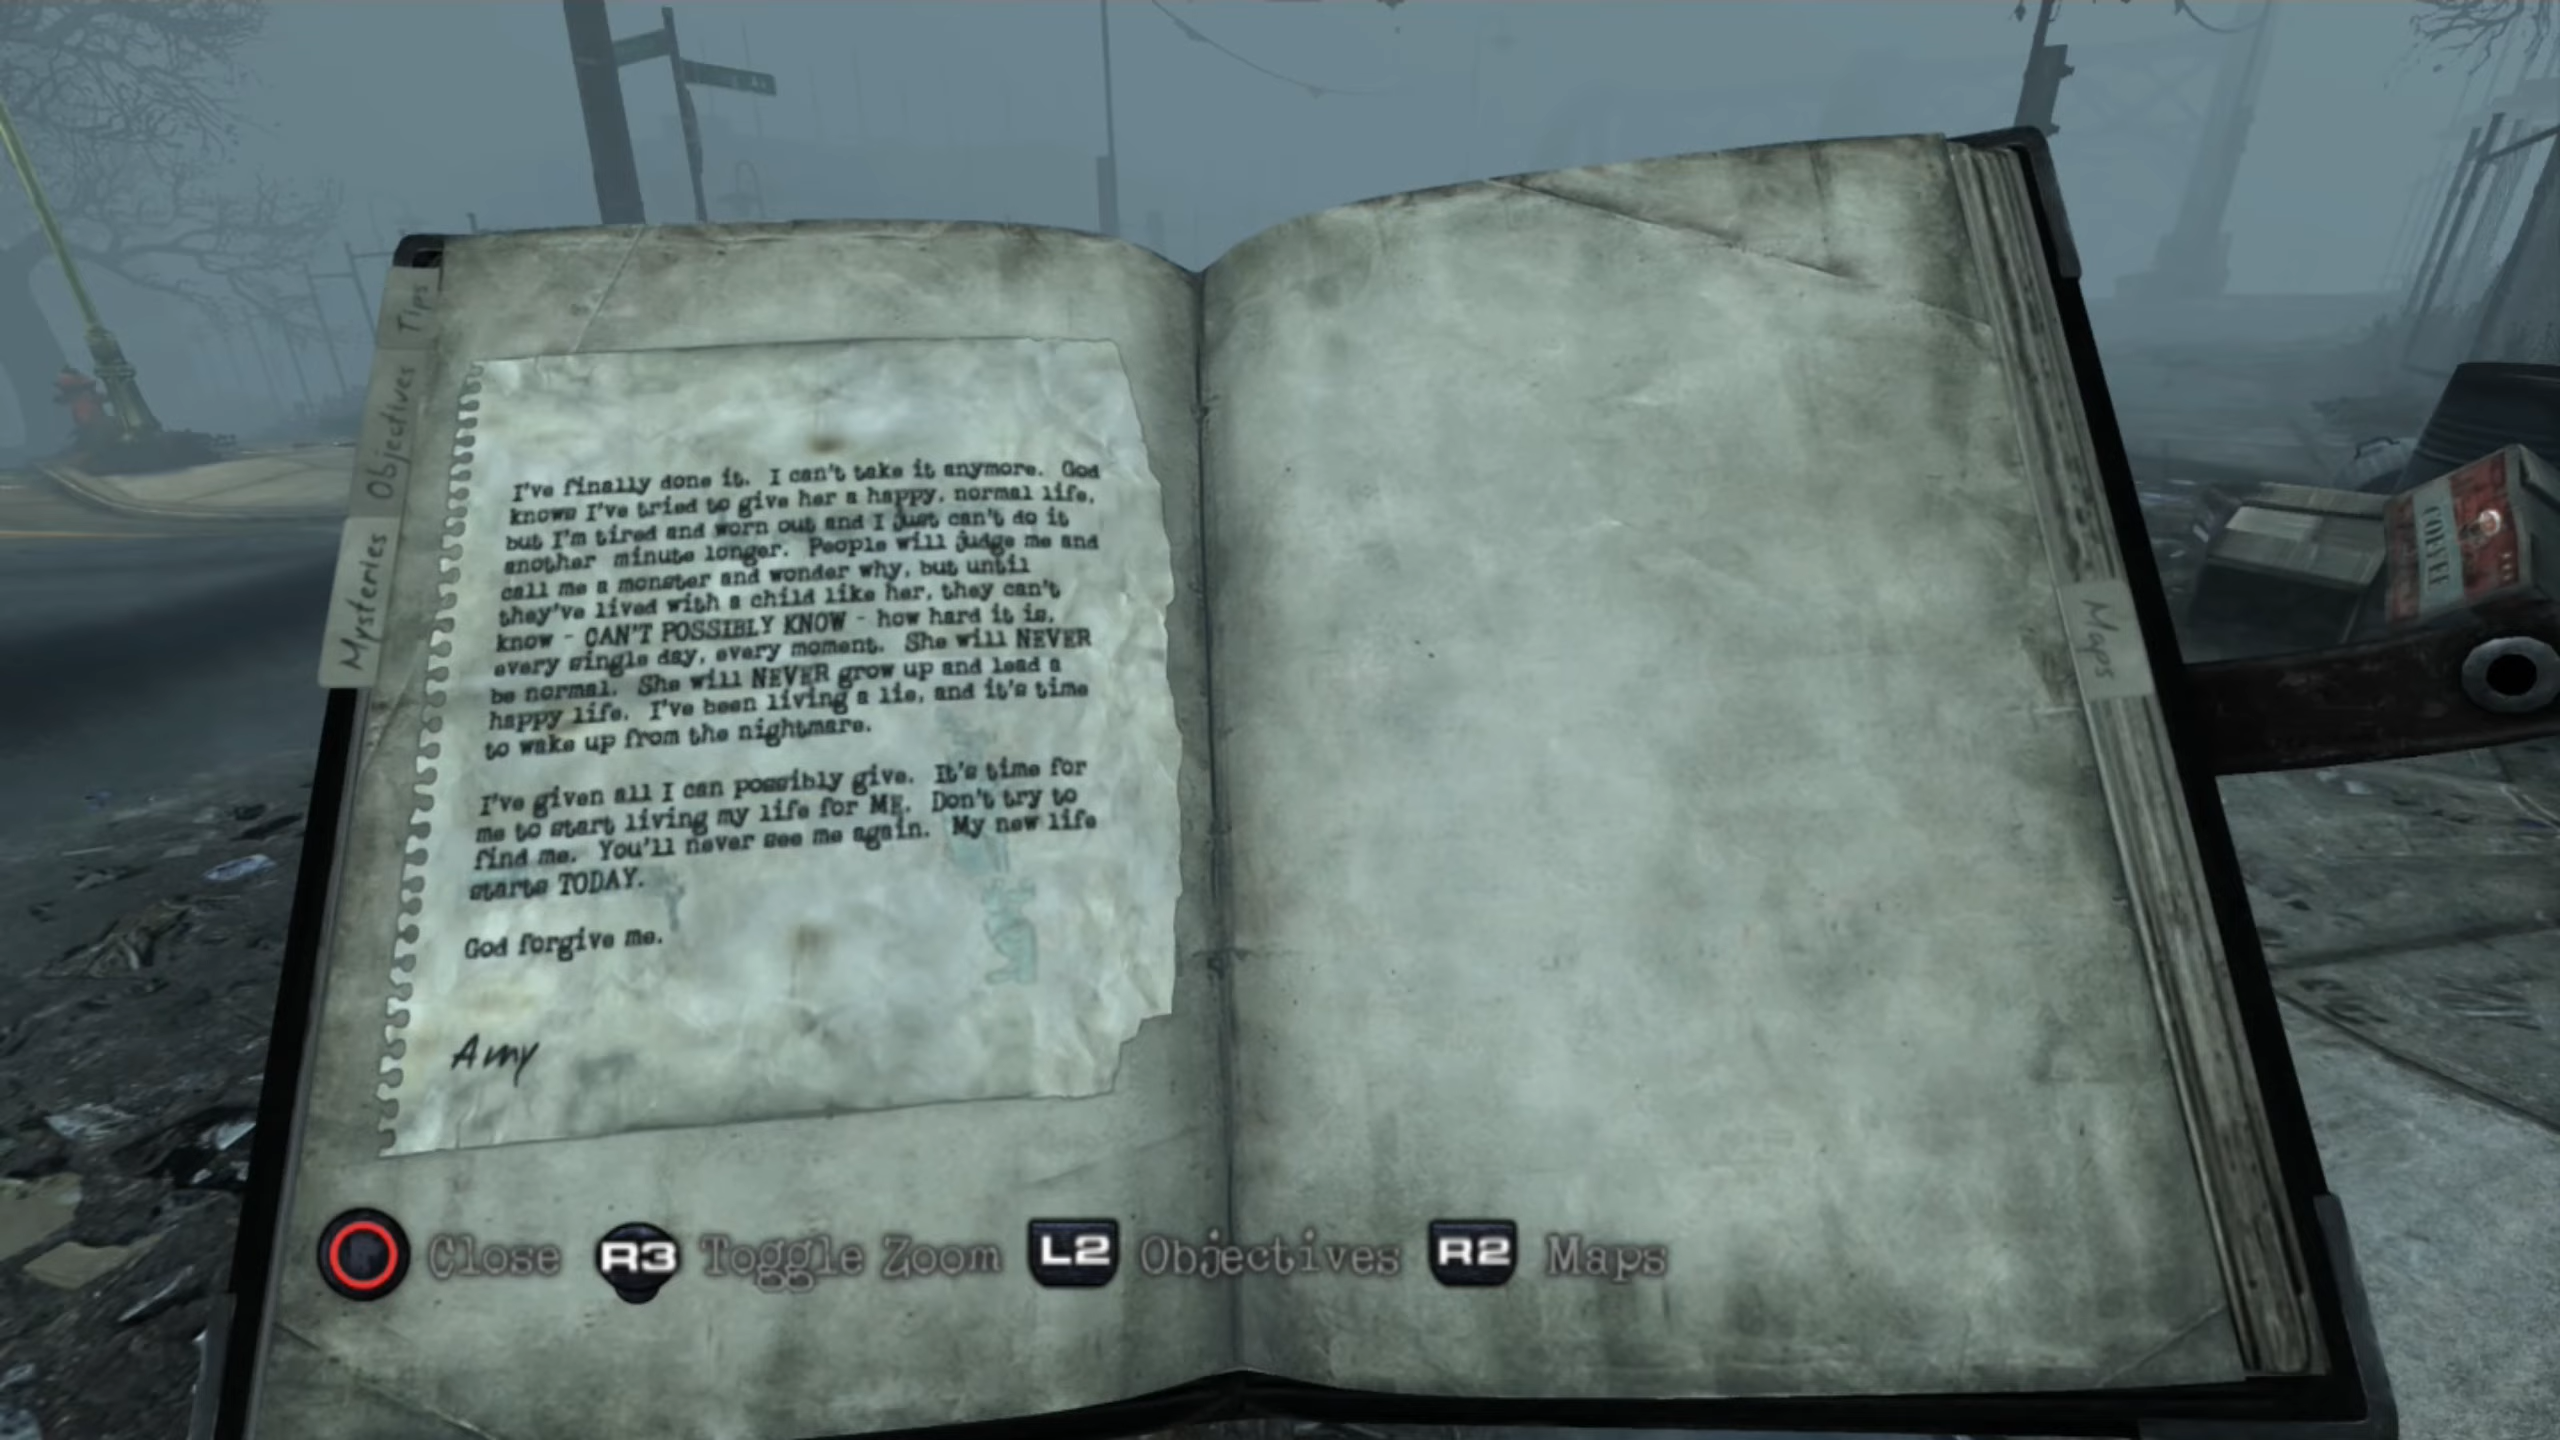 Tips
Objectives
Mysteries
I've finally done it. I can't take it anymore. God
knows I've tried to give her a happy, normal life,
but I'm tired and worn out and I just can't do it
another minute longer. People will judge me and
call me a monster and wonder why, but until
they've lived with a child like her, they can't
know - CAN'T POSSIBLY KNOW - how hard it is,
every single day, every moment. She will NEVER
be normal. She will NEVER grow up and lead a
happy life. I've been living a lie, and it's time
to wake up from the nightmare.
I've given all I can possibly give. It's time for
me to start living my life for ME. Don't try to
find me. You'll never see me again. My new life
starts TODAY.
God forgive me.
Amy
Maps
Close R3 Toggle Zoom L2 Objectives R2 Maps